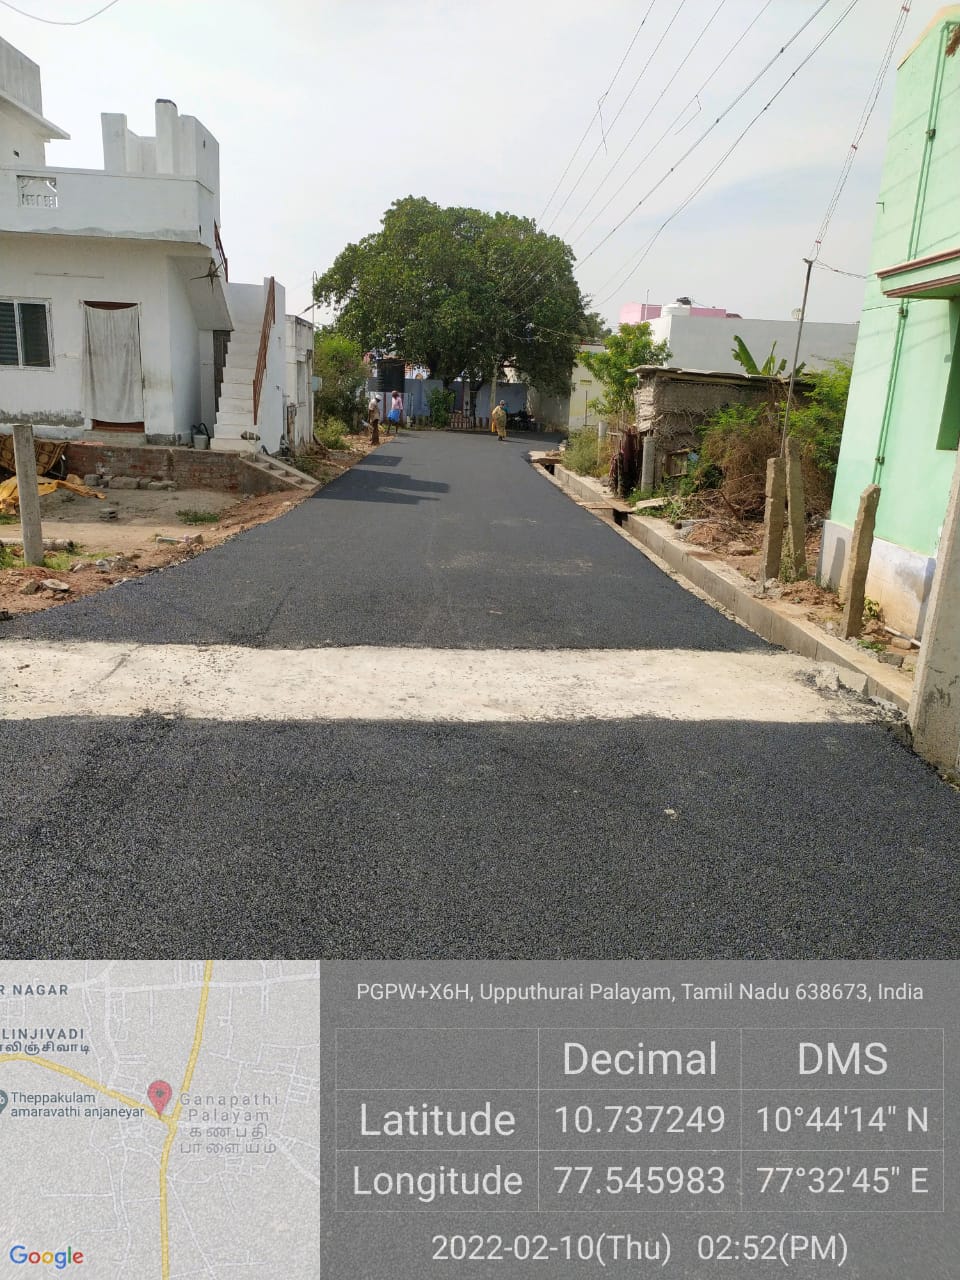 PGPW+X6H, Upputhurai Palayam, Tamil Nadu 638673, India
Decimal DMS
Latitude 10.737249 10°44'14" N
Longitude 77.545983 77°32'45" E
2022-02-10(Thu) 02:52(PM)
R NAGAR
LINJIVADI
லிஞ்சிவாடி
Theppakulam
amaravathi anjaneyar
Ganapathi
Palayam
கணபதி
பாளையம்
Google